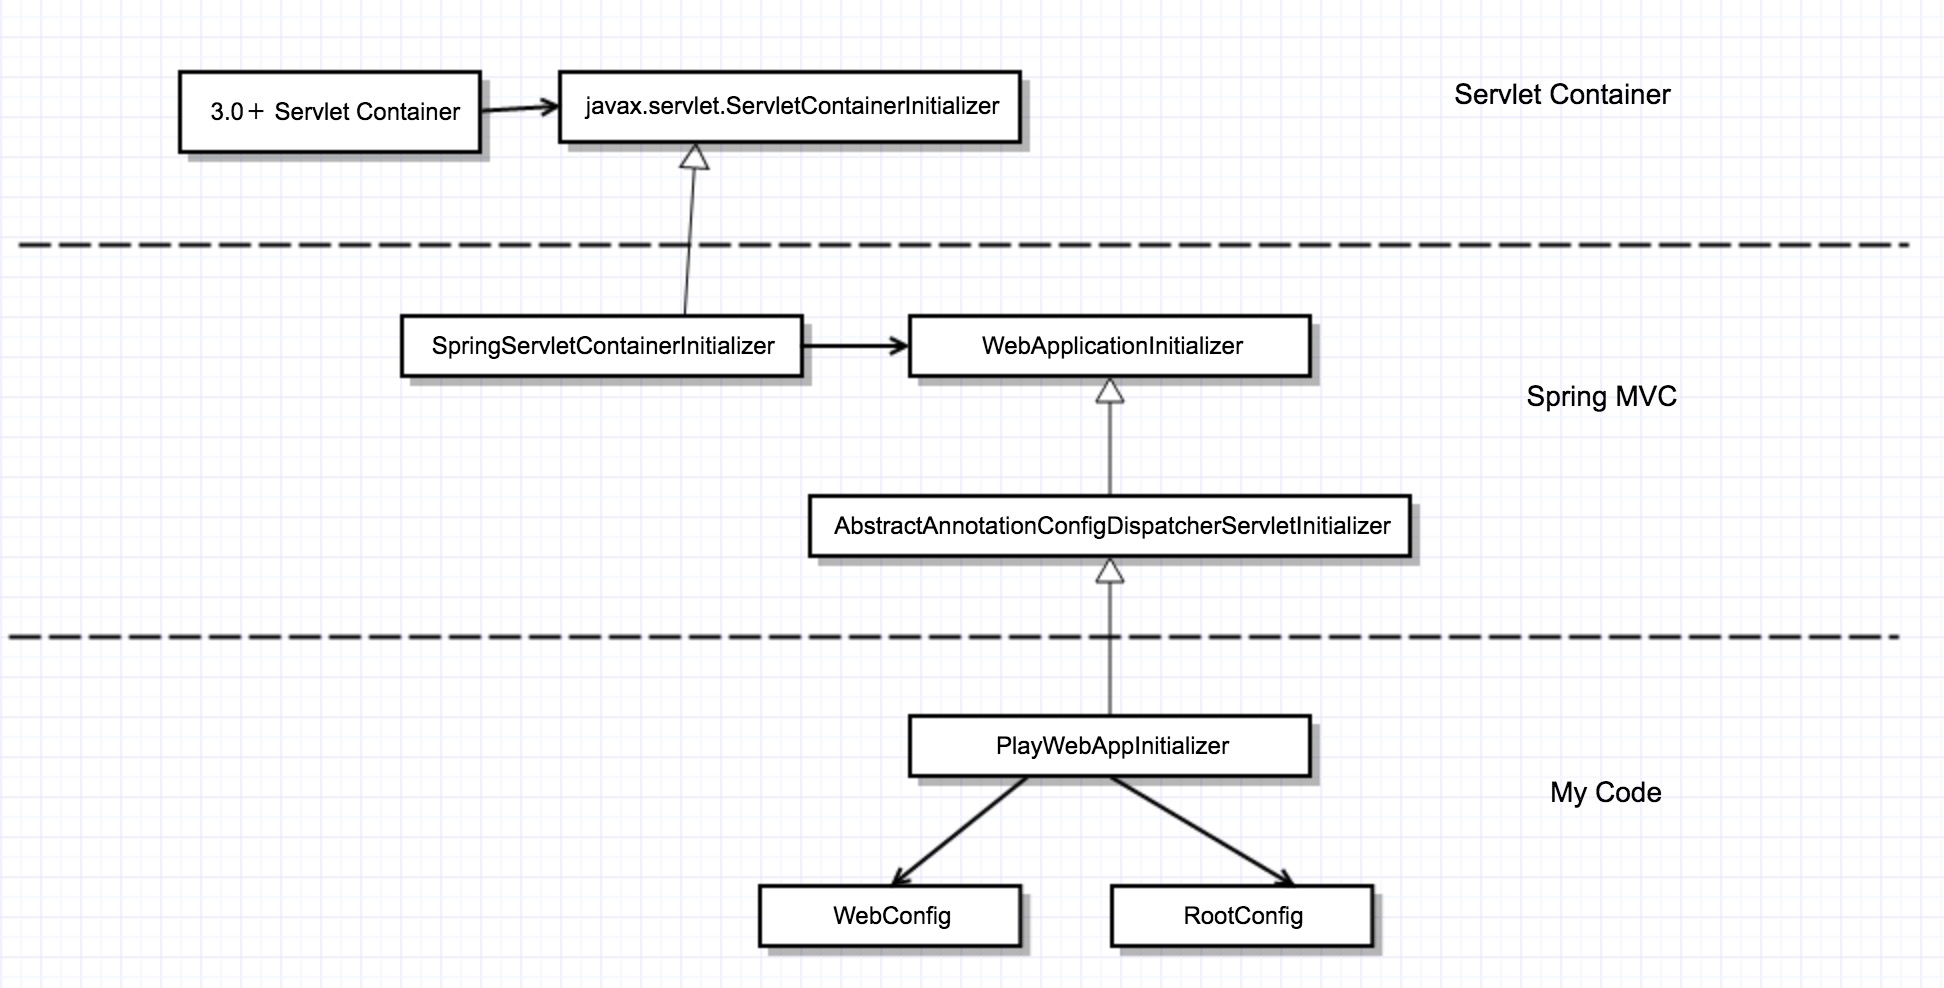 Servlet Container
3.0+ Servlet Container
javax.servlet.ServletContainerInitializer
SpringServletContainerInitializer
WebApplicationInitializer
Spring MVC
AbstractAnnotationConfigDispatcherServletInitializer
PlayWebAppInitializer
My Code
WebConfig
RootConfig